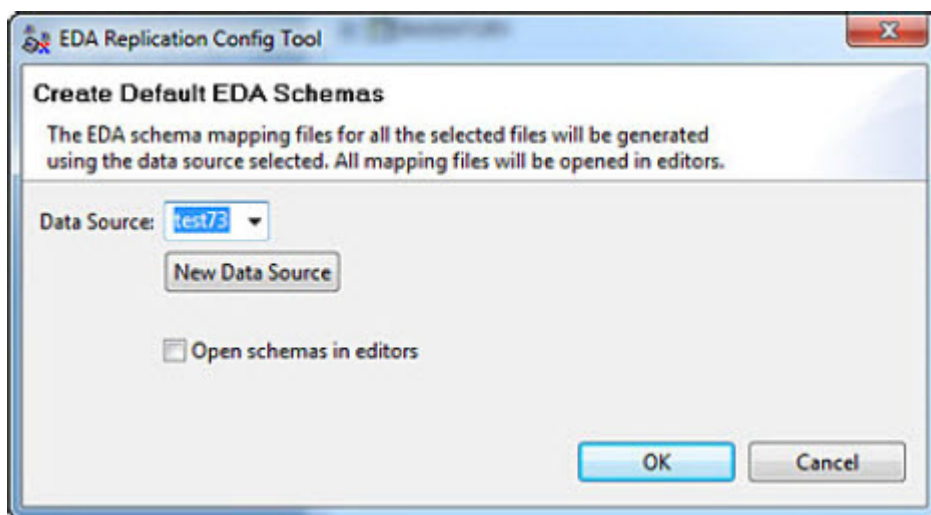 EDA Replication Config Tool
Create Default EDA Schemas
The EDA schema mapping files for all the selected files will be generated
using the data source selected. All mapping files will be opened in editors.
Data Source: test73
New Data Source
Open schemas in editors
OK Cancel